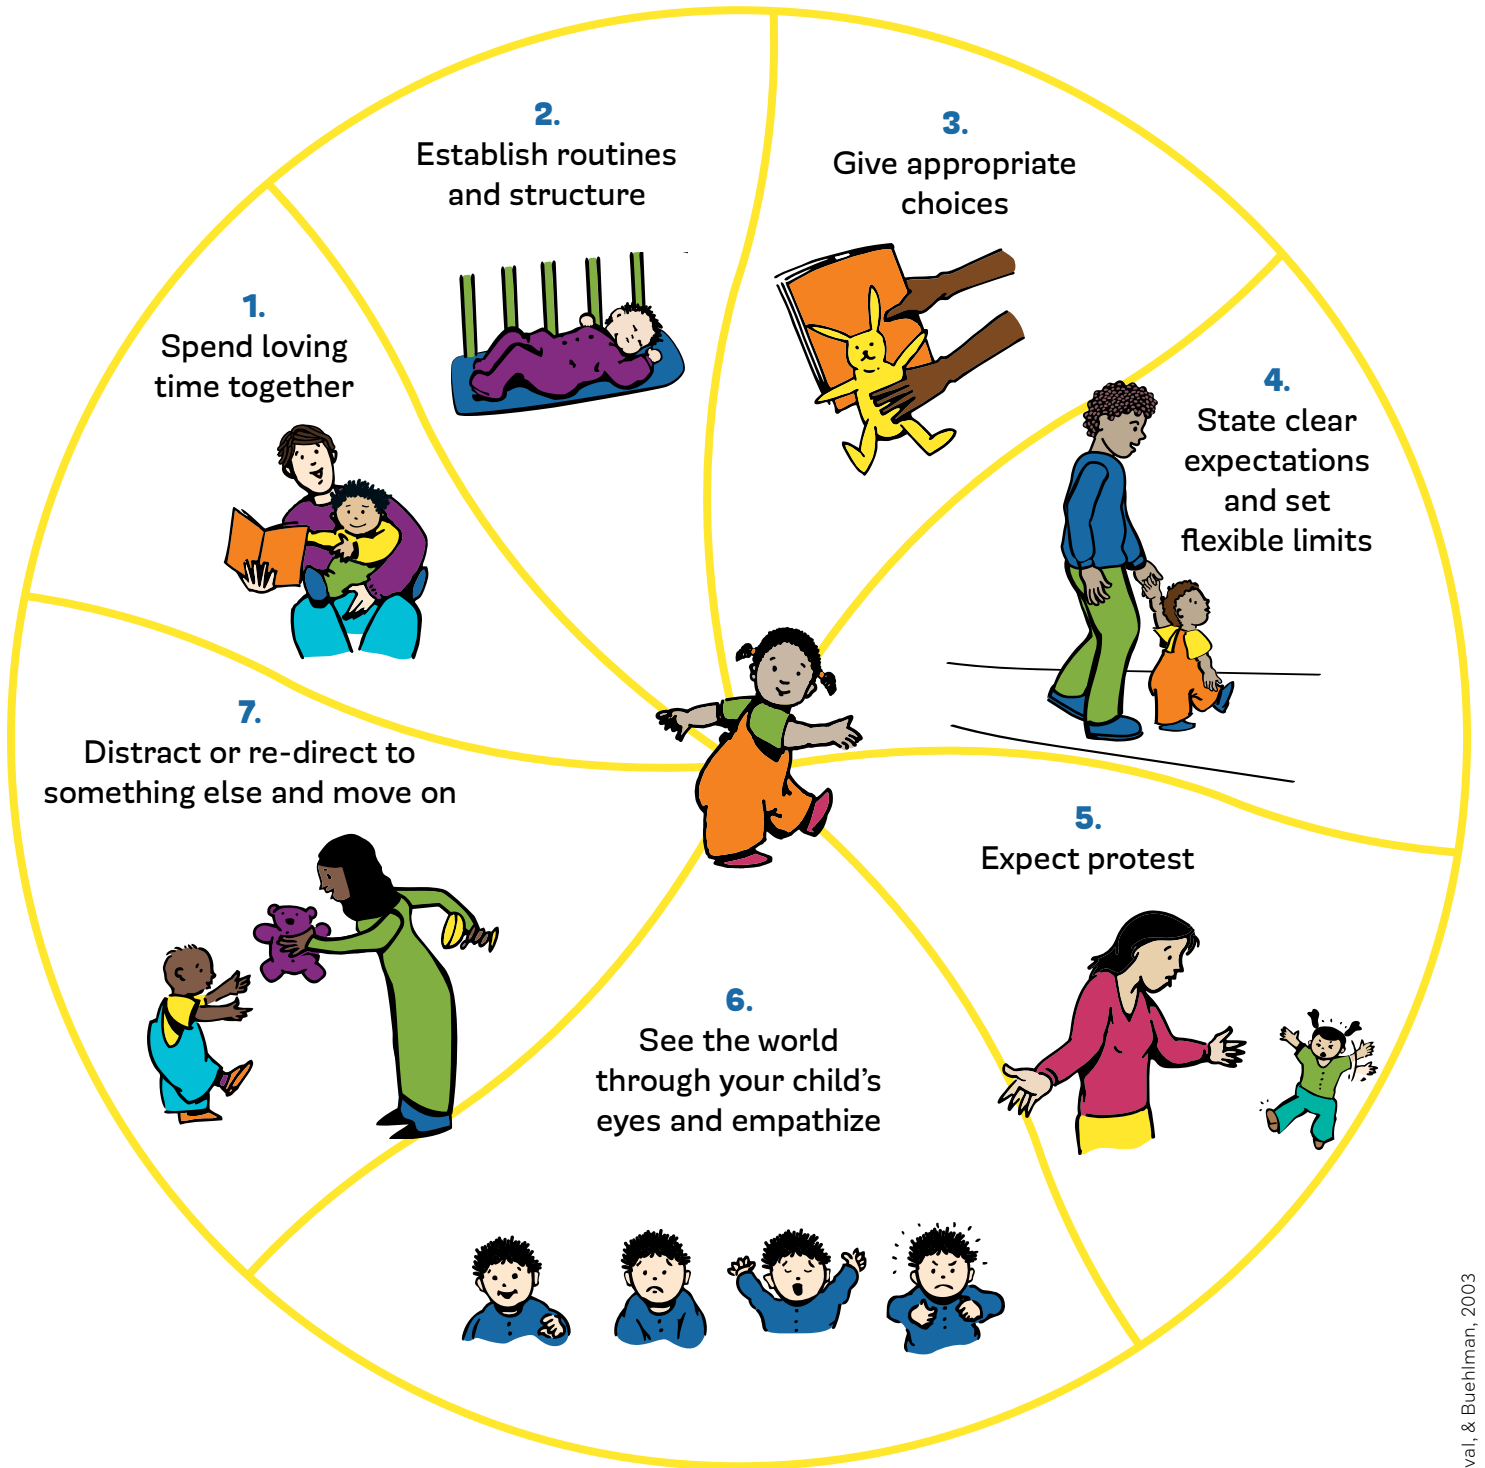 1.
Spend loving
time together
2.
Establish routines
and structure
3.
Give appropriate
choices
4.
State clear
expectations
and set
flexible limits
5.
Expect protest
6.
See the world
through your child’s
eyes and empathize
7.
Distract or re-direct to
something else and move on
val, & Buehlman, 2003